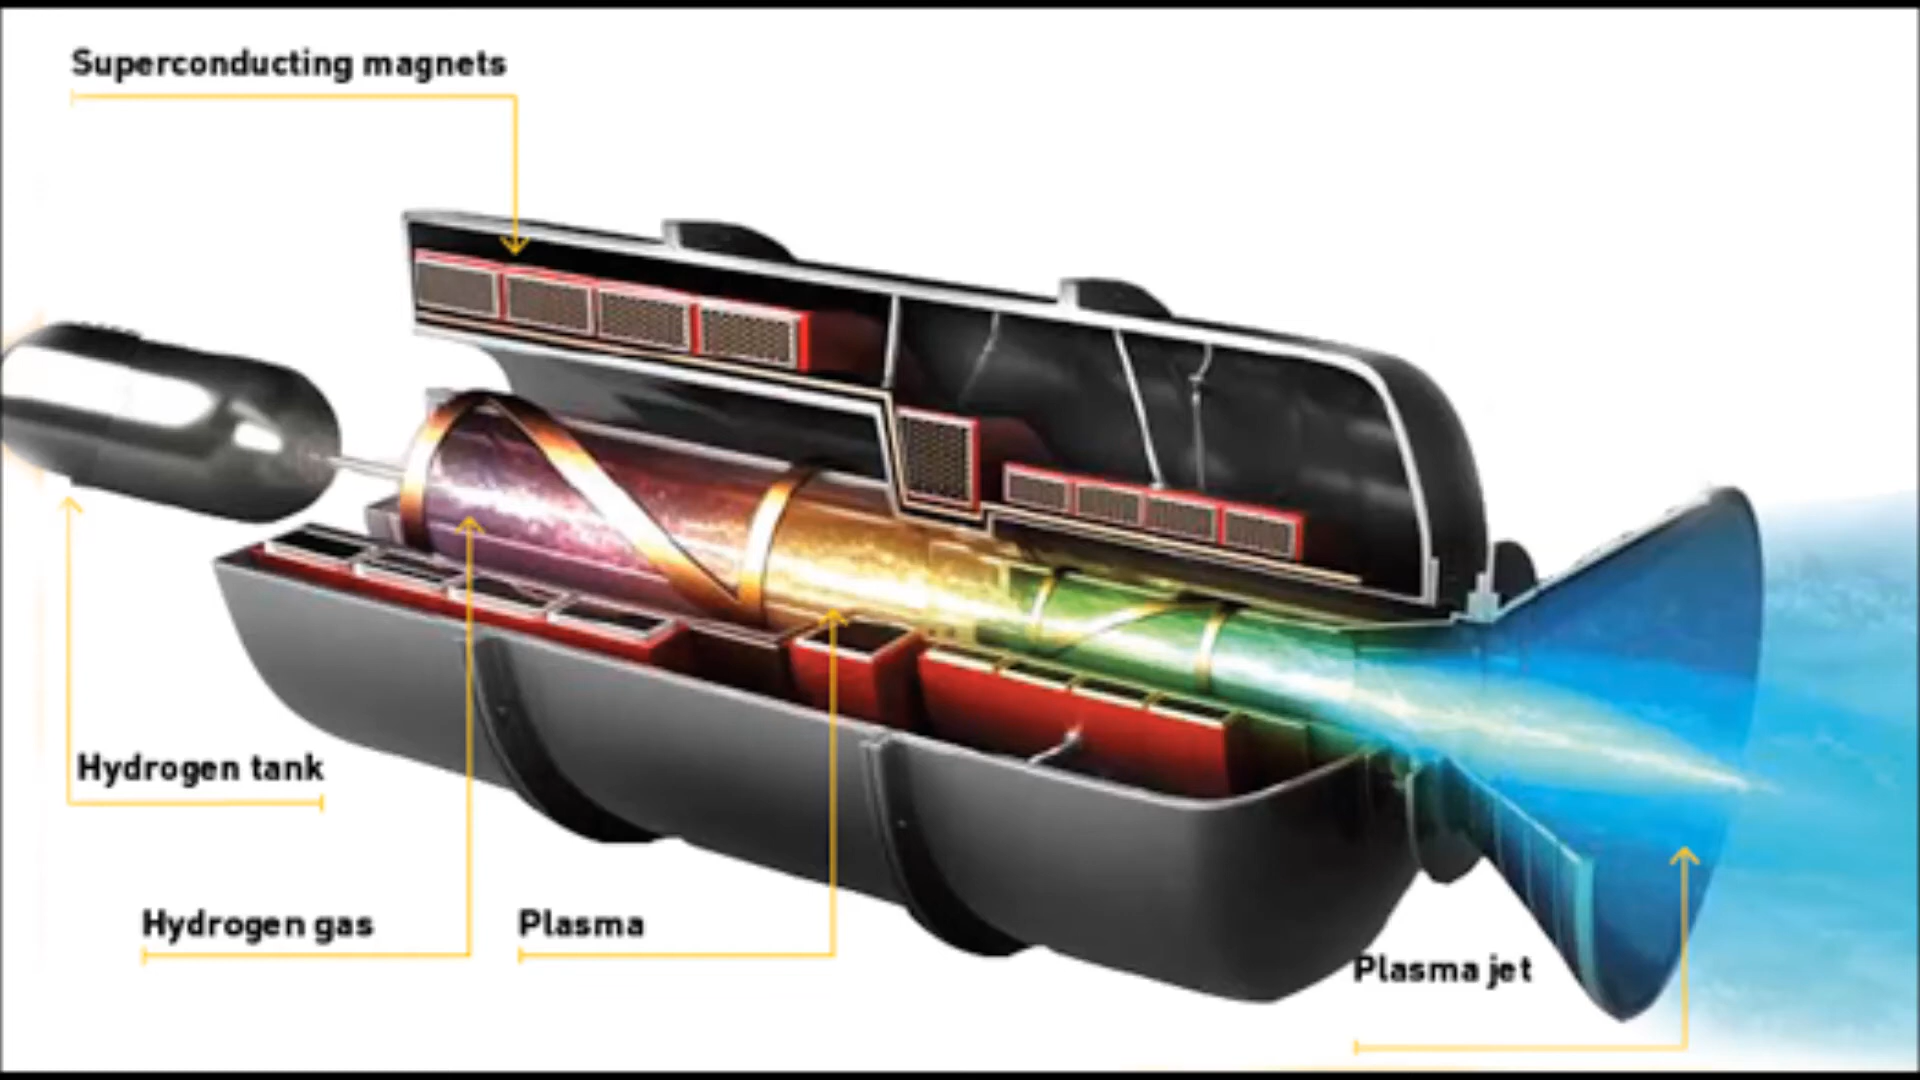 Superconducting magnets
Hydrogen tank
Hydrogen gas
Plasma
Plasma jet